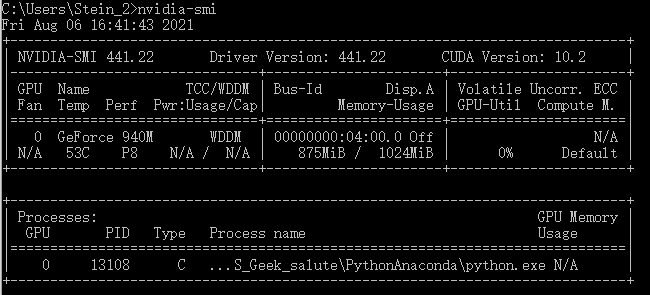 C:\Users\Stein_2>nvidia-smi
Fri Aug 06 16:41:43 2021
NVIDIA-SMI 441.22 Driver Version: 441.22 CUDA Version: 10.2
GPU Name TCC/WDDM | Bus-Id Disp.A | Volatile Uncorr. ECC
Fan Temp Perf Pwr:Usage/Cap | Memory-Usage | GPU-Util Compute M.
0 GeForce 940M WDDM | 00000000:04:00.0 Off | N/A
N/A 53C P8 N/A / N/A | 875MiB / 1024MiB | 0% Default
Processes: GPU Memory
GPU PID Type Process name Usage
0 13108 C ...S_Geek_salute\PythonAnaconda\python.exe N/A